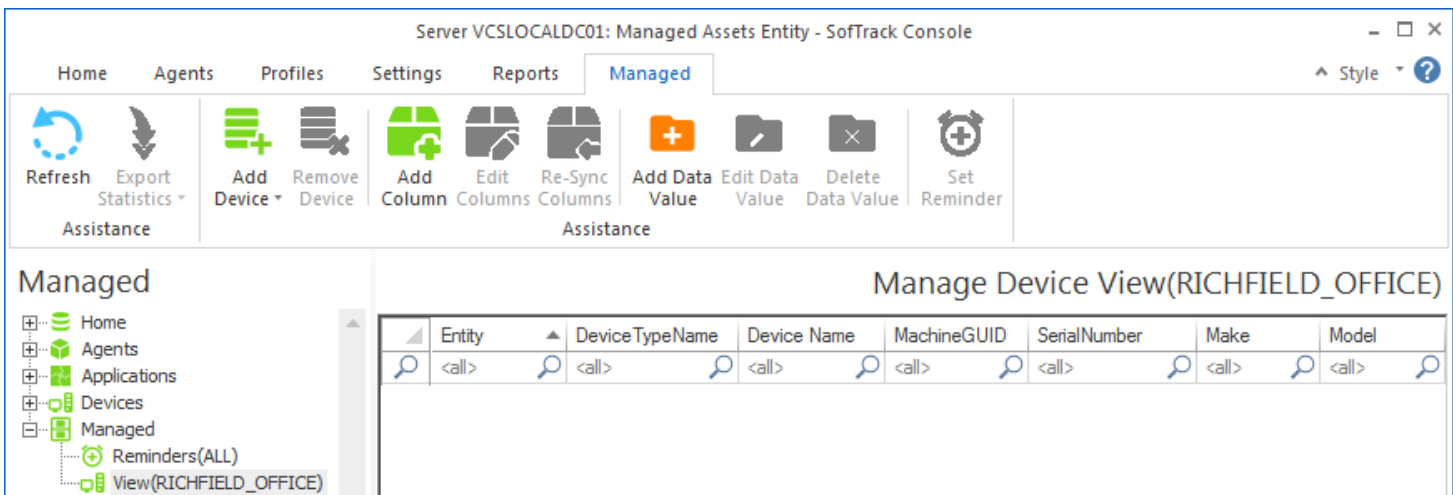 Server VCSLOCALDC01: Managed Assets Entity - SofTrack Console
Home Agents Profiles Settings Reports Managed Style
Refresh Export Statistics Add Device Remove Device Add Column Edit Columns Re-Sync Columns Add Data Value Edit Data Value Delete Data Value Set Reminder
Assistance Assistance
Managed
Manage Device View(RICHFIELD_OFFICE)
Home
Agents
Applications
Devices
Managed
Reminders(ALL)
View(RICHFIELD_OFFICE)
Entity DeviceTypeName Device Name MachineGUID SerialNumber Make Model
<all> <all> <all> <all> <all> <all> <all>